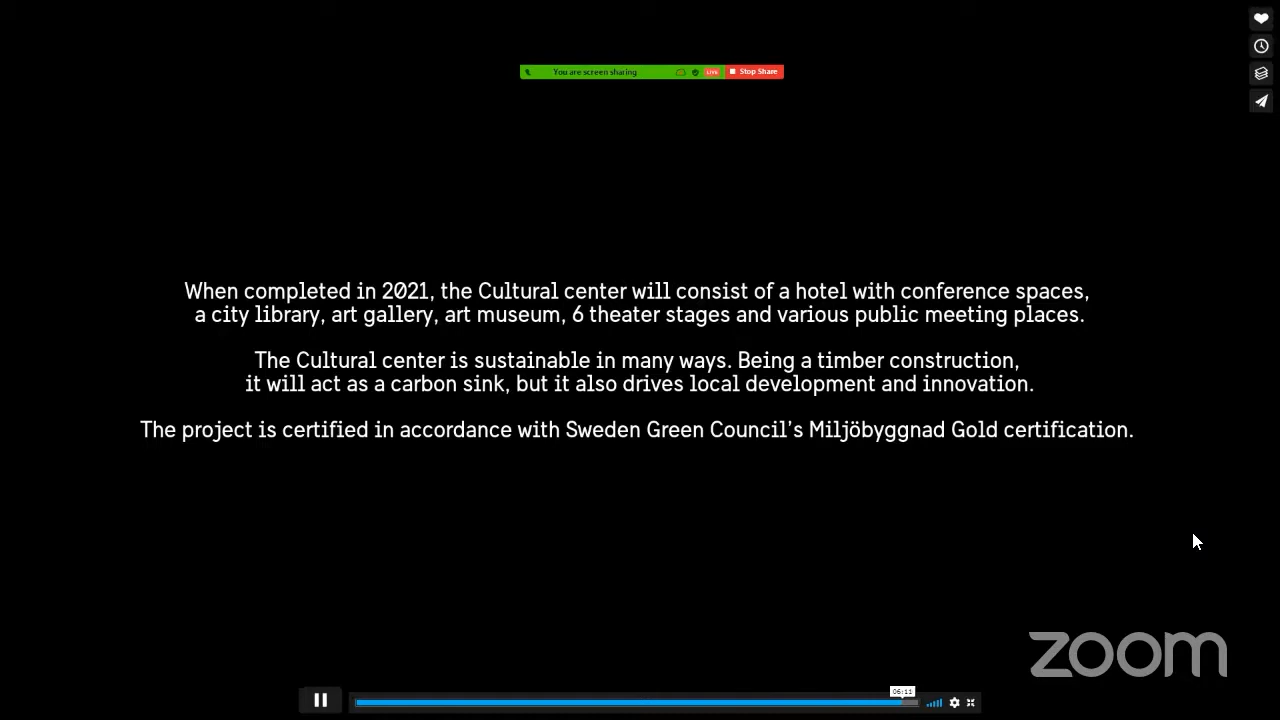 You are screen sharing
LIVE
Stop Share
When completed in 2021, the Cultural center will consist of a hotel with conference spaces,
a city library, art gallery, art museum, 6 theater stages and various public meeting places.
The Cultural center is sustainable in many ways. Being a timber construction,
it will act as a carbon sink, but it also drives local development and innovation.
The project is certified in accordance with Sweden Green Council's Miljöbyggnad Gold certification.
zoom
06:11